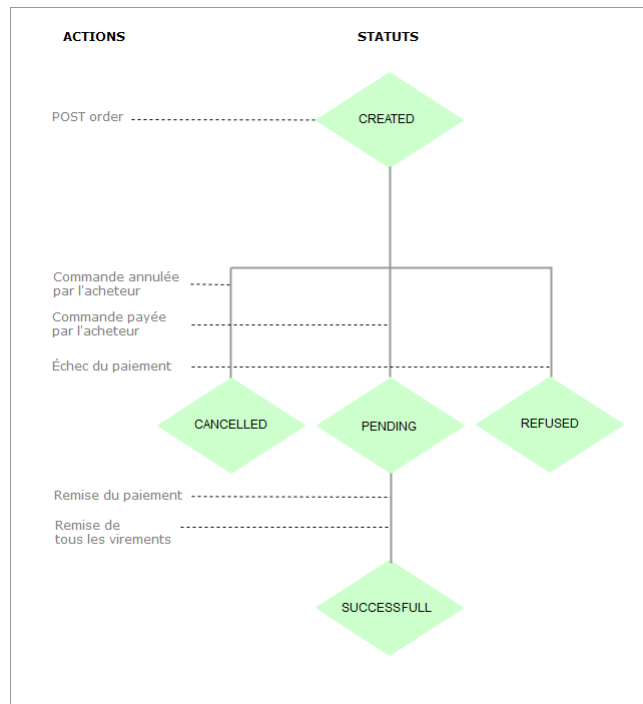 ACTIONS
STATUTS
POST order
CREATED
Commande annulée
par l'acheteur
Commande payée
par l'acheteur
Échec du paiement
CANCELLED
PENDING
REFUSED
Remise du paiement
Remise de
tous les virements
SUCCESSFULL